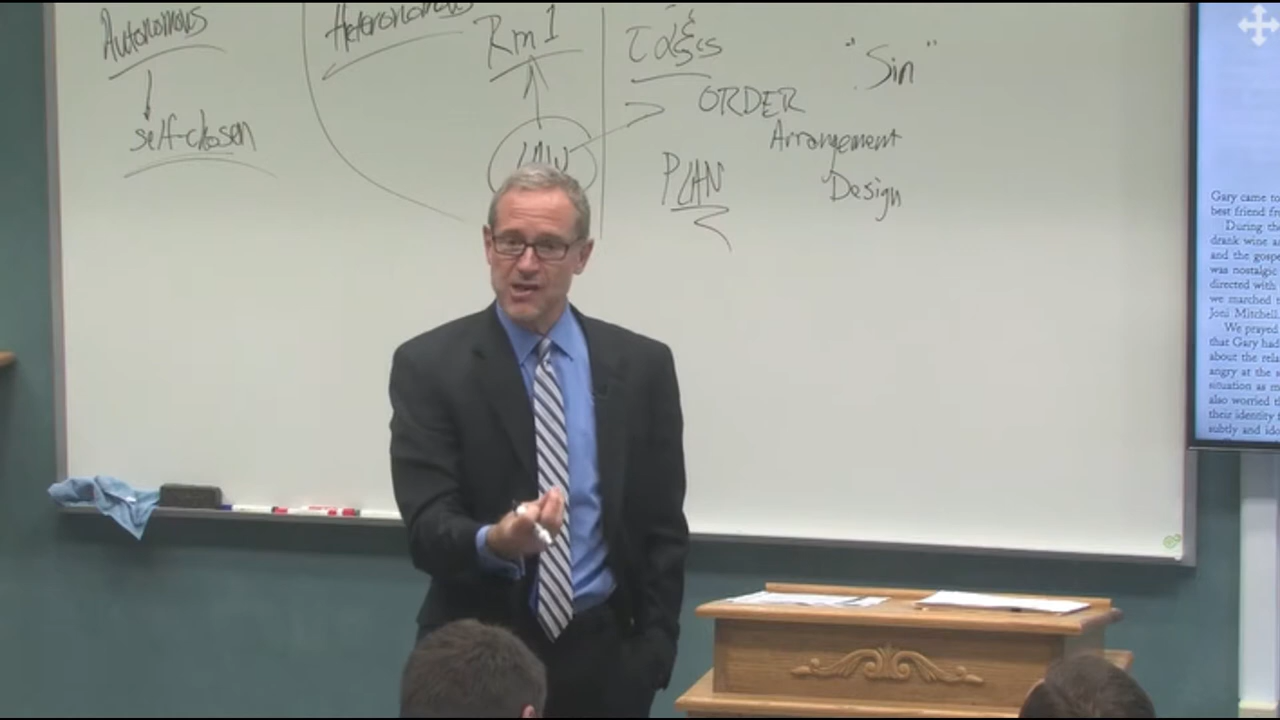 Autonomous
self-chosen
Heteronomous
Rm 1
LAW
τάξις
ORDER
Arrangement
Design
PLAN
"Sin"
Gary came to
best friend fr
During the
drank wine a
and the gospe
was nostalgic
directed with
we marched t
Joni Mitchell.
We prayed
that Gary had
about the rela
angry at the s
situation as m
also worried t
their identity
subtly and ido